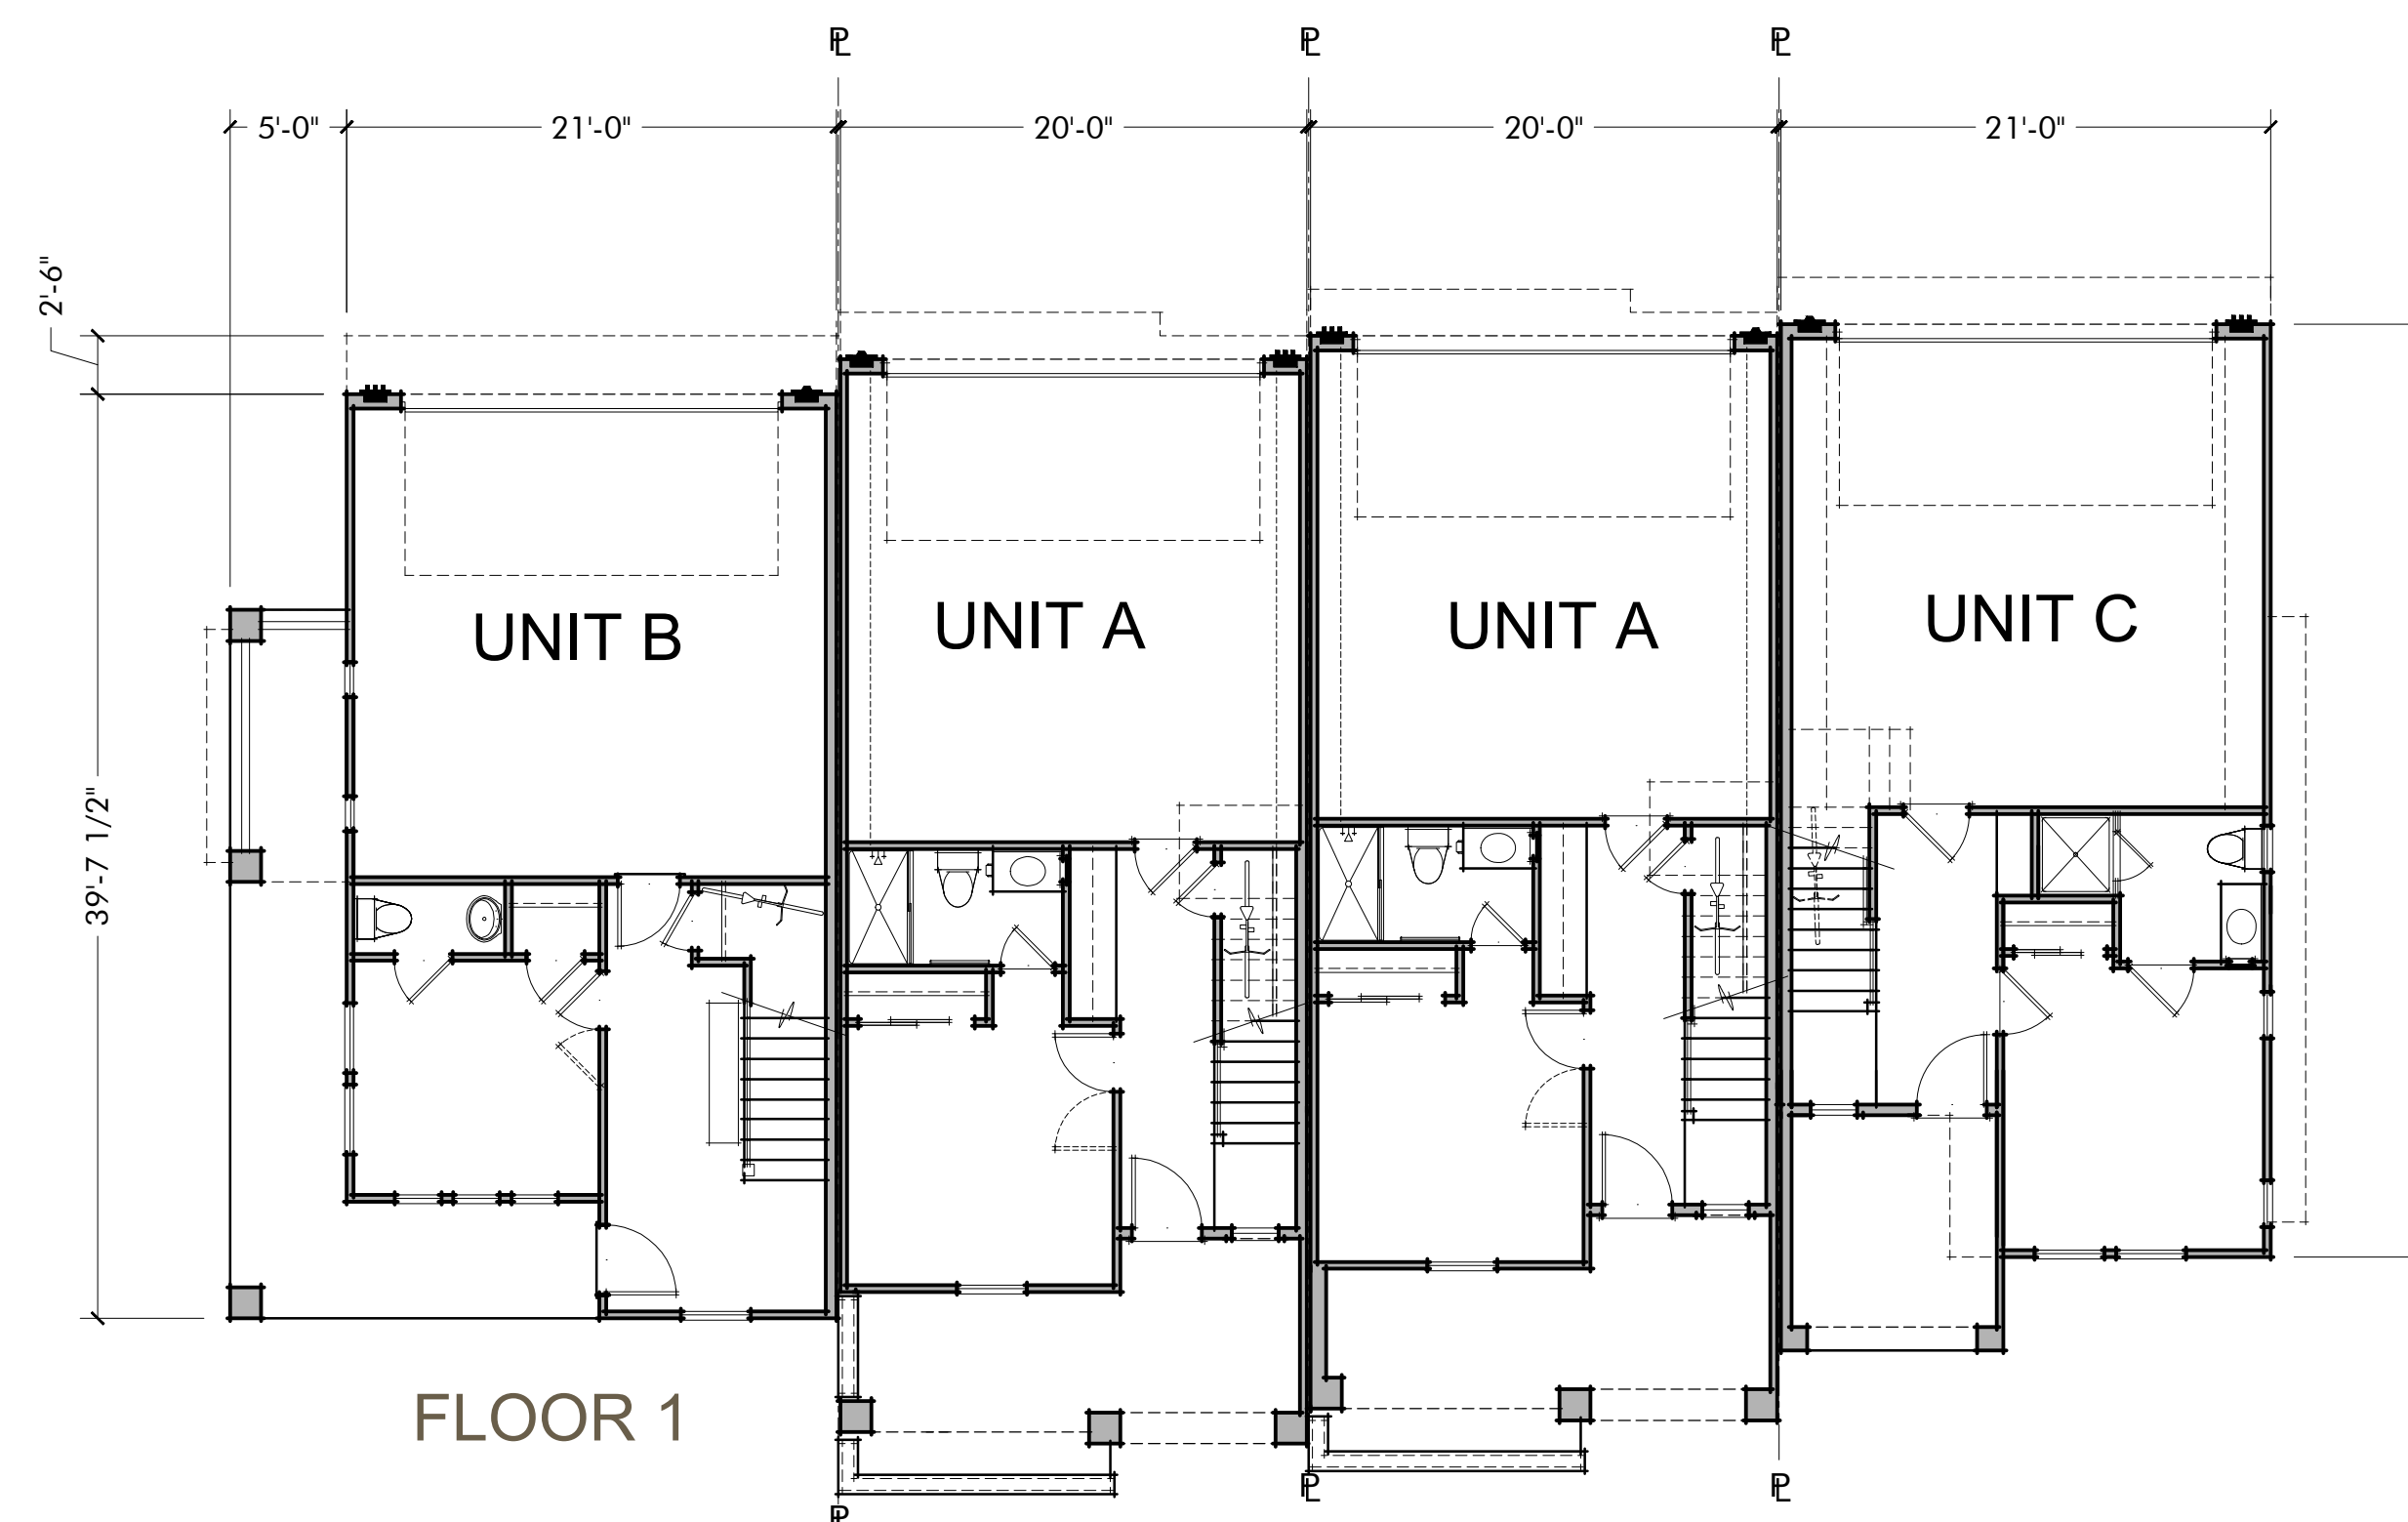 PL PL PL
5'-0" 21'-0" 20'-0" 20'-0" 21'-0"
2'-6"
UNIT B UNIT A UNIT A UNIT C
39'-7 1/2"
FLOOR 1
PL PL
PL